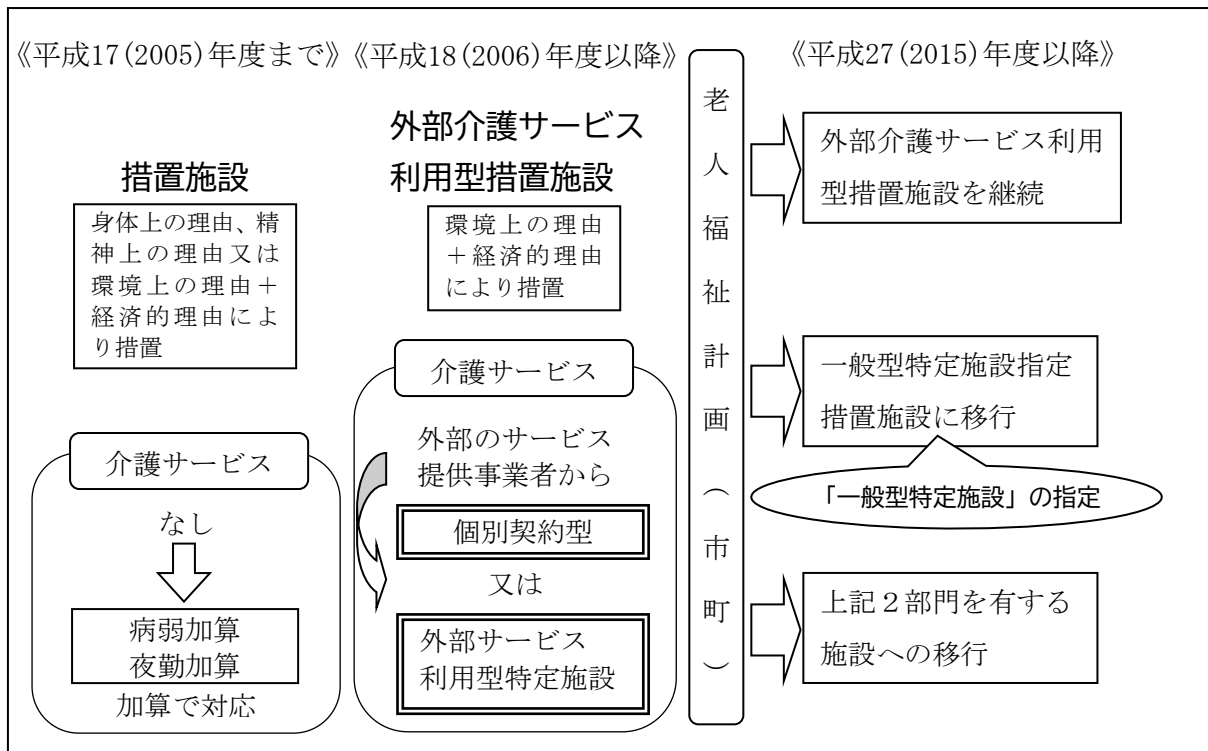 《平成17(2005)年度まで》
措置施設
身体上の理由、精
神上の理由又は
環境上の理由＋
経済的理由によ
り措置
介護サービス
なし
病弱加算
夜勤加算
加算で対応
《平成18(2006)年度以降》
外部介護サービス
利用型措置施設
環境上の理由
＋経済的理由
により措置
介護サービス
外部のサービス
提供事業者から
個別契約型
又は
外部サービス
利用型特定施設
老人福祉計画（市町）
《平成27(2015)年度以降》
外部介護サービス利用
型措置施設を継続
一般型特定施設指定
措置施設に移行
「一般型特定施設」の指定
上記２部門を有する
施設への移行